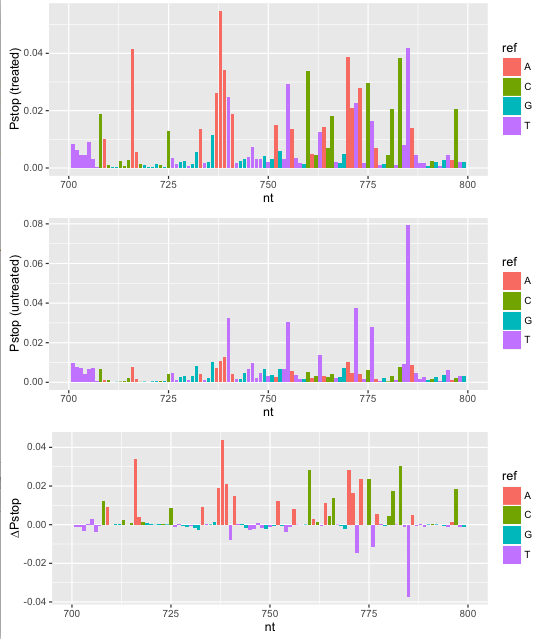 Pstop (treated)
0.04
0.02
0.00
700 725 750 775 800
nt
ref
A
C
G
T
Pstop (untreated)
0.08
0.06
0.04
0.02
0.00
700 725 750 775 800
nt
ref
A
C
G
T
ΔPstop
0.04
0.02
0.00
-0.02
-0.04
700 725 750 775 800
nt
ref
A
C
G
T